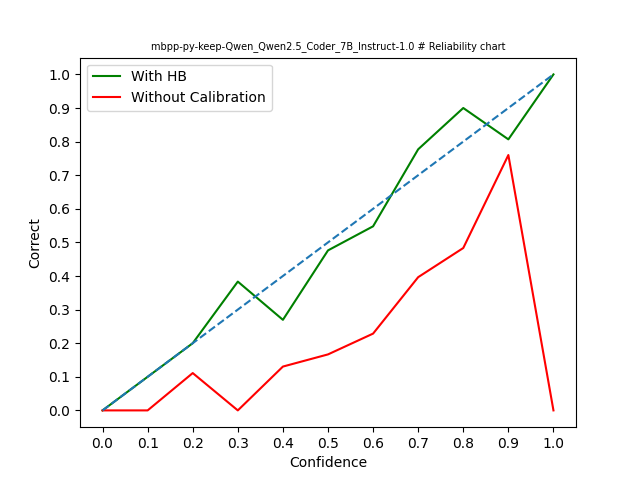 mbpp-py-keep-Qwen_Qwen2.5_Coder_7B_Instruct-1.0 # Reliability chart
With HB
Without Calibration
1.0
0.9
0.8
0.7
0.6
0.5
0.4
0.3
0.2
0.1
0.0
Correct
0.0 0.1 0.2 0.3 0.4 0.5 0.6 0.7 0.8 0.9 1.0
Confidence